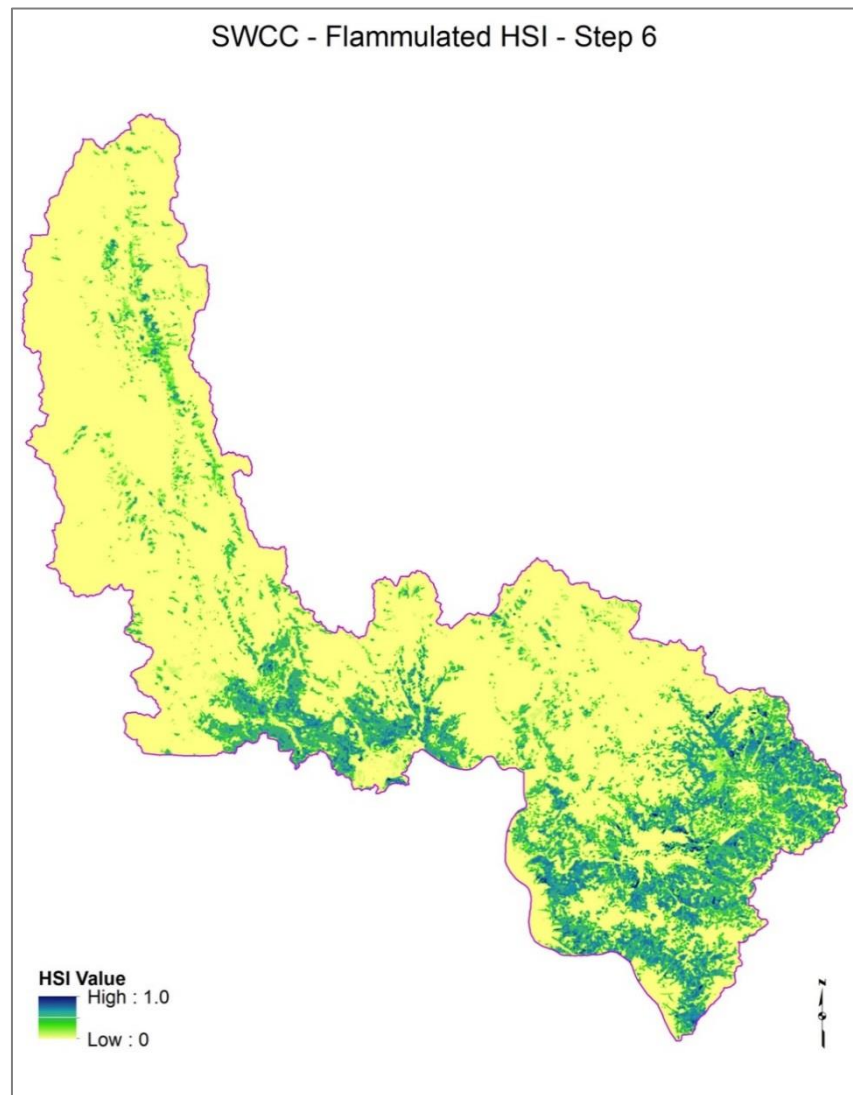 SWCC - Flammulated HSI - Step 6
HSI Value
High : 1.0
Low : 0
N